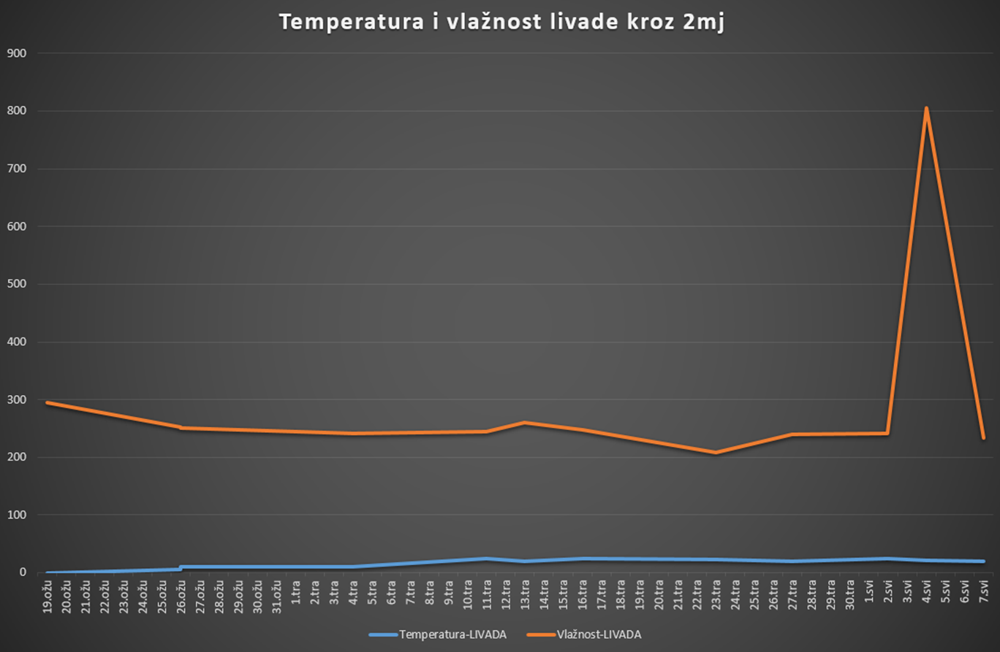 Temperatura i vlažnost livade kroz 2mj
900
800
700
600
500
400
300
200
100
0
19.ožu
20.ožu
21.ožu
22.ožu
23.ožu
24.ožu
25.ožu
26.ožu
27.ožu
28.ožu
29.ožu
30.ožu
31.ožu
1.tra
2.tra
3.tra
4.tra
5.tra
6.tra
7.tra
8.tra
9.tra
10.tra
11.tra
12.tra
13.tra
14.tra
15.tra
16.tra
17.tra
18.tra
19.tra
20.tra
21.tra
22.tra
23.tra
24.tra
25.tra
26.tra
27.tra
28.tra
29.tra
30.tra
1.svi
2.svi
3.svi
4.svi
5.svi
6.svi
7.svi
Temperatura-LIVADA
Vlažnost-LIVADA